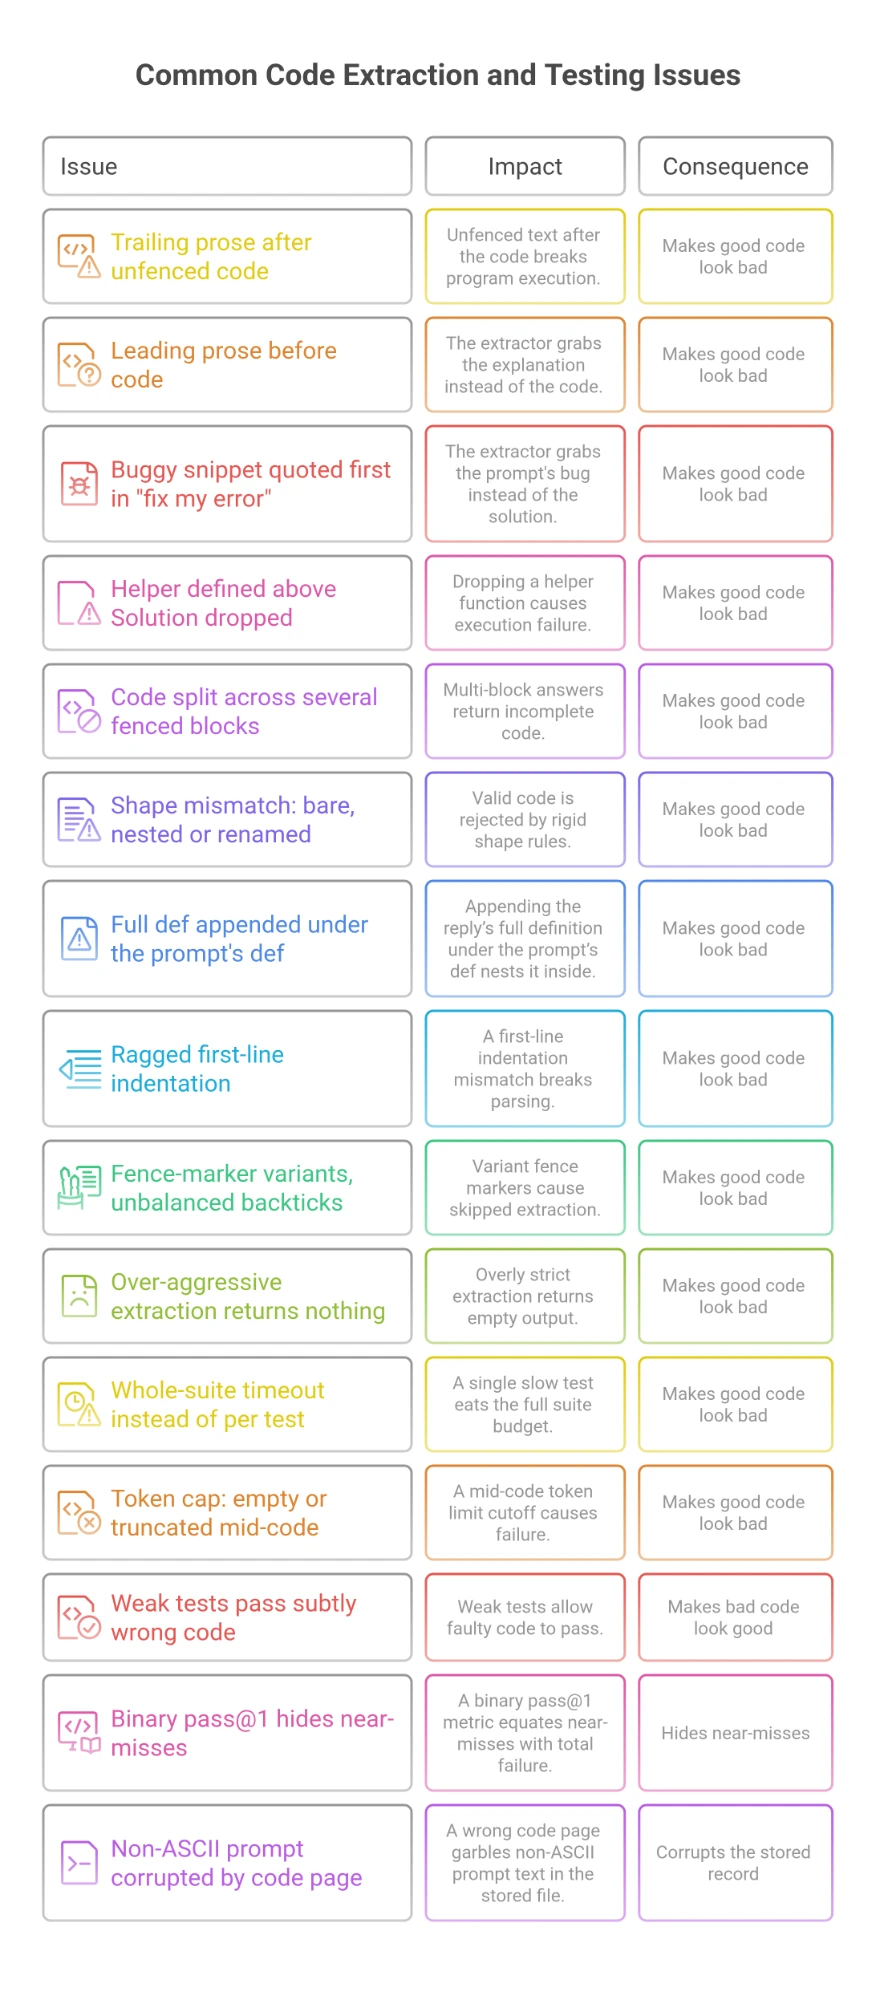 Common Code Extraction and Testing Issues
Issue
Impact
Consequence
Trailing prose after
unfenced code
Unfenced text after
the code breaks
program execution.
Makes good code
look bad
Leading prose before
code
The extractor grabs
the explanation
instead of the code.
Makes good code
look bad
Buggy snippet quoted first
in "fix my error"
The extractor grabs
the prompt's bug
instead of the
solution.
Makes good code
look bad
Helper defined above
Solution dropped
Dropping a helper
function causes
execution failure.
Makes good code
look bad
Code split across several
fenced blocks
Multi-block answers
return incomplete
code.
Makes good code
look bad
Shape mismatch: bare,
nested or renamed
Valid code is
rejected by rigid
shape rules.
Makes good code
look bad
Full def appended under
the prompt's def
Appending the
reply’s full definition
under the prompt’s
def nests it inside.
Makes good code
look bad
Ragged first-line
indentation
A first-line
indentation
mismatch breaks
parsing.
Makes good code
look bad
Fence-marker variants,
unbalanced backticks
Variant fence
markers cause
skipped extraction.
Makes good code
look bad
Over-aggressive
extraction returns nothing
Overly strict
extraction returns
empty output.
Makes good code
look bad
Whole-suite timeout
instead of per test
A single slow test
eats the full suite
budget.
Makes good code
look bad
Token cap: empty or
truncated mid-code
A mid-code token
limit cutoff causes
failure.
Makes good code
look bad
Weak tests pass subtly
wrong code
Weak tests allow
faulty code to pass.
Makes bad code
look good
Binary pass@1 hides near-
misses
A binary pass@1
metric equates near-
misses with total
failure.
Hides near-misses
Non-ASCII prompt
corrupted by code page
A wrong code page
garbles non-ASCII
prompt text in the
stored file.
Corrupts the stored
record